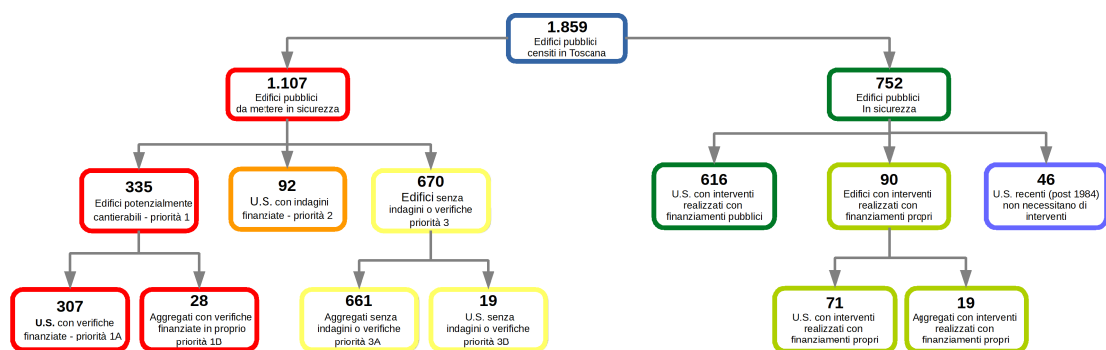 1.859
Edifici pubblici
censiti in Toscana
1.107
Edifici pubblici
da mettere in sicurezza
752
Edifici pubblici
In sicurezza
335
Edifici potenzialmente
cantierabili - priorità 1
92
U.S. con indagini
finanziate - priorità 2
670
Edifici senza
indagini o verifiche
priorità 3
616
U.S. con interventi
realizzati con
finanziamenti pubblici
90
Edifici con interventi
realizzati con
finanziamenti propri
46
U.S. recenti (post 1984)
non necessitano di
interventi
307
U.S. con verifiche
finanziate - priorità 1A
28
Aggregati con verifiche
finanziate in proprio
priorità 1D
661
Aggregati senza
indagini o verifiche
priorità 3A
19
U.S. senza
indagini o verifiche
priorità 3B
71
U.S. con interventi
realizzati con
finanziamenti propri
19
Aggregati con interventi
realizzati con
finanziamenti propri